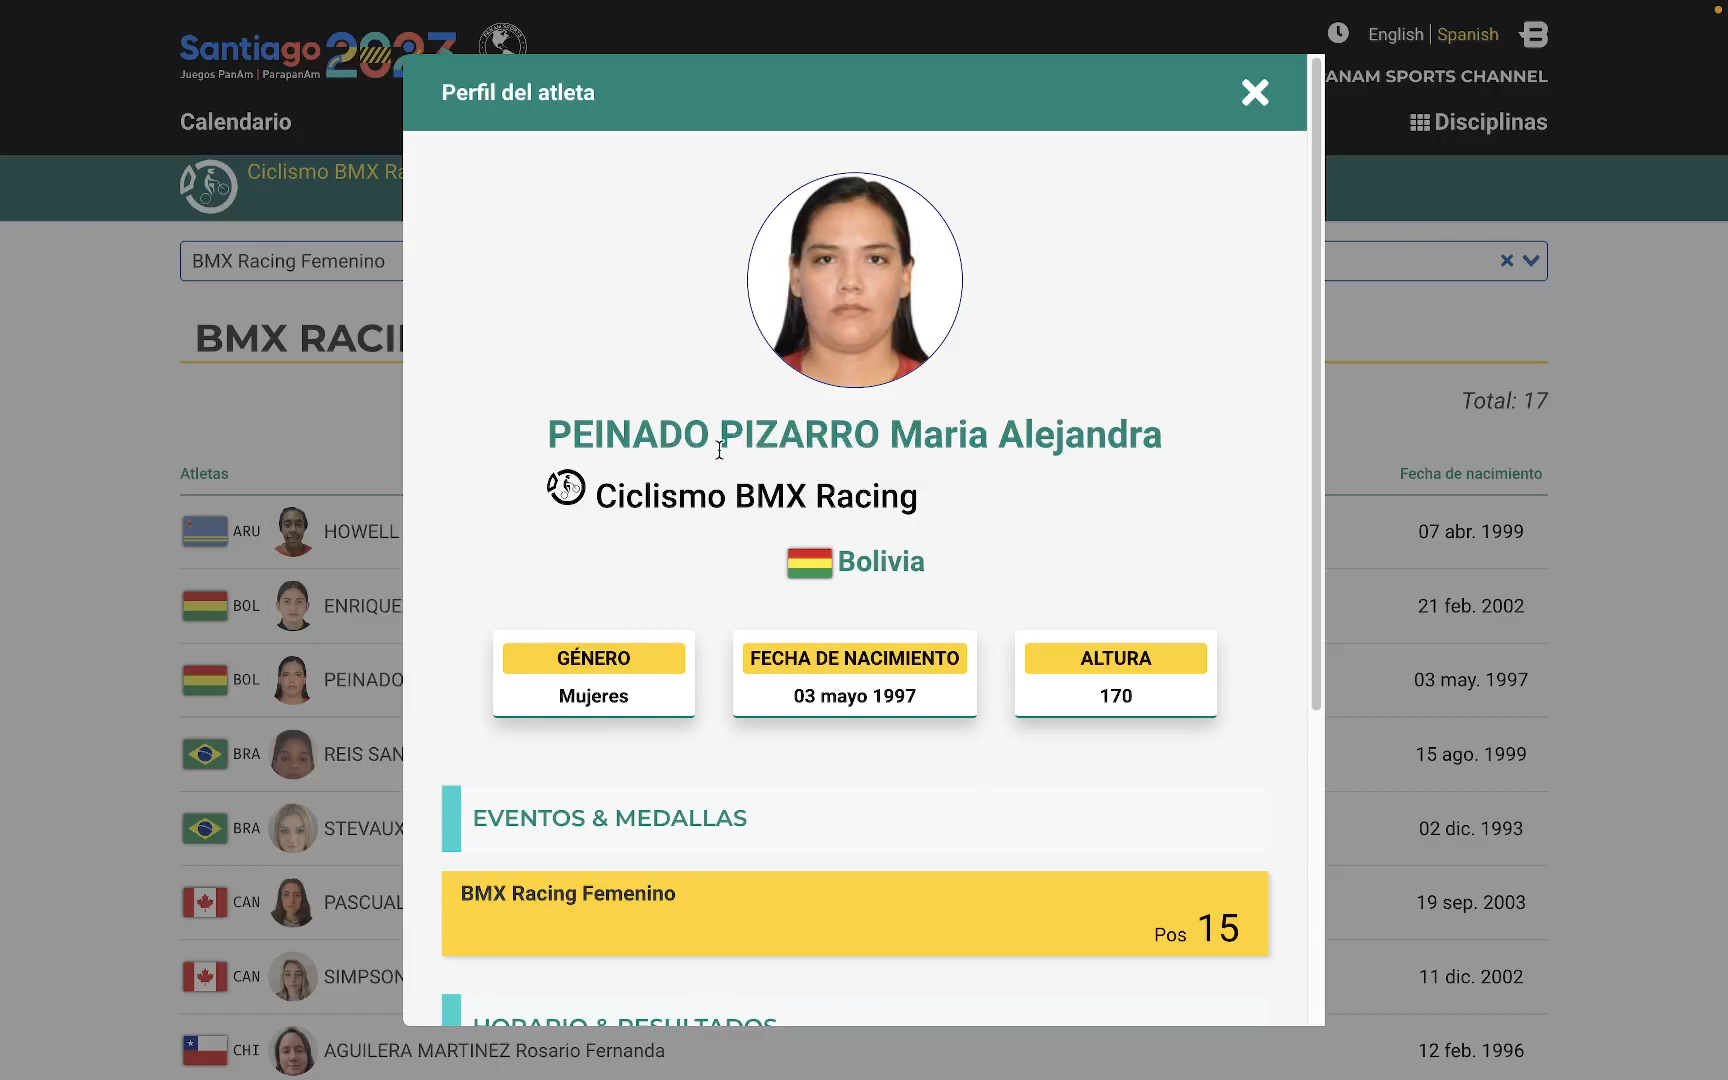 Santiago 2023
Juegos PanAm | ParapanAm
English | Spanish
ANAM SPORTS CHANNEL
Calendario
Disciplinas
Ciclismo BMX Ra
BMX Racing Femenino
BMX RACI
Total: 17
Atletas
Fecha de nacimiento
ARU HOWELL 07 abr. 1999
BOL ENRIQUE 21 feb. 2002
BOL PEINADO 03 may. 1997
BRA REIS SAN 15 ago. 1999
BRA STEVAUX 02 dic. 1993
CAN PASCUAL 19 sep. 2003
CAN SIMPSON 11 dic. 2002
CHI AGUILERA MARTINEZ Rosario Fernanda 12 feb. 1996
Perfil del atleta
PEINADO PIZARRO Maria Alejandra
Ciclismo BMX Racing
Bolivia
GÉNERO
Mujeres
FECHA DE NACIMIENTO
03 mayo 1997
ALTURA
170
EVENTOS & MEDALLAS
BMX Racing Femenino
Pos 15
HORARIO & RESULTADOS